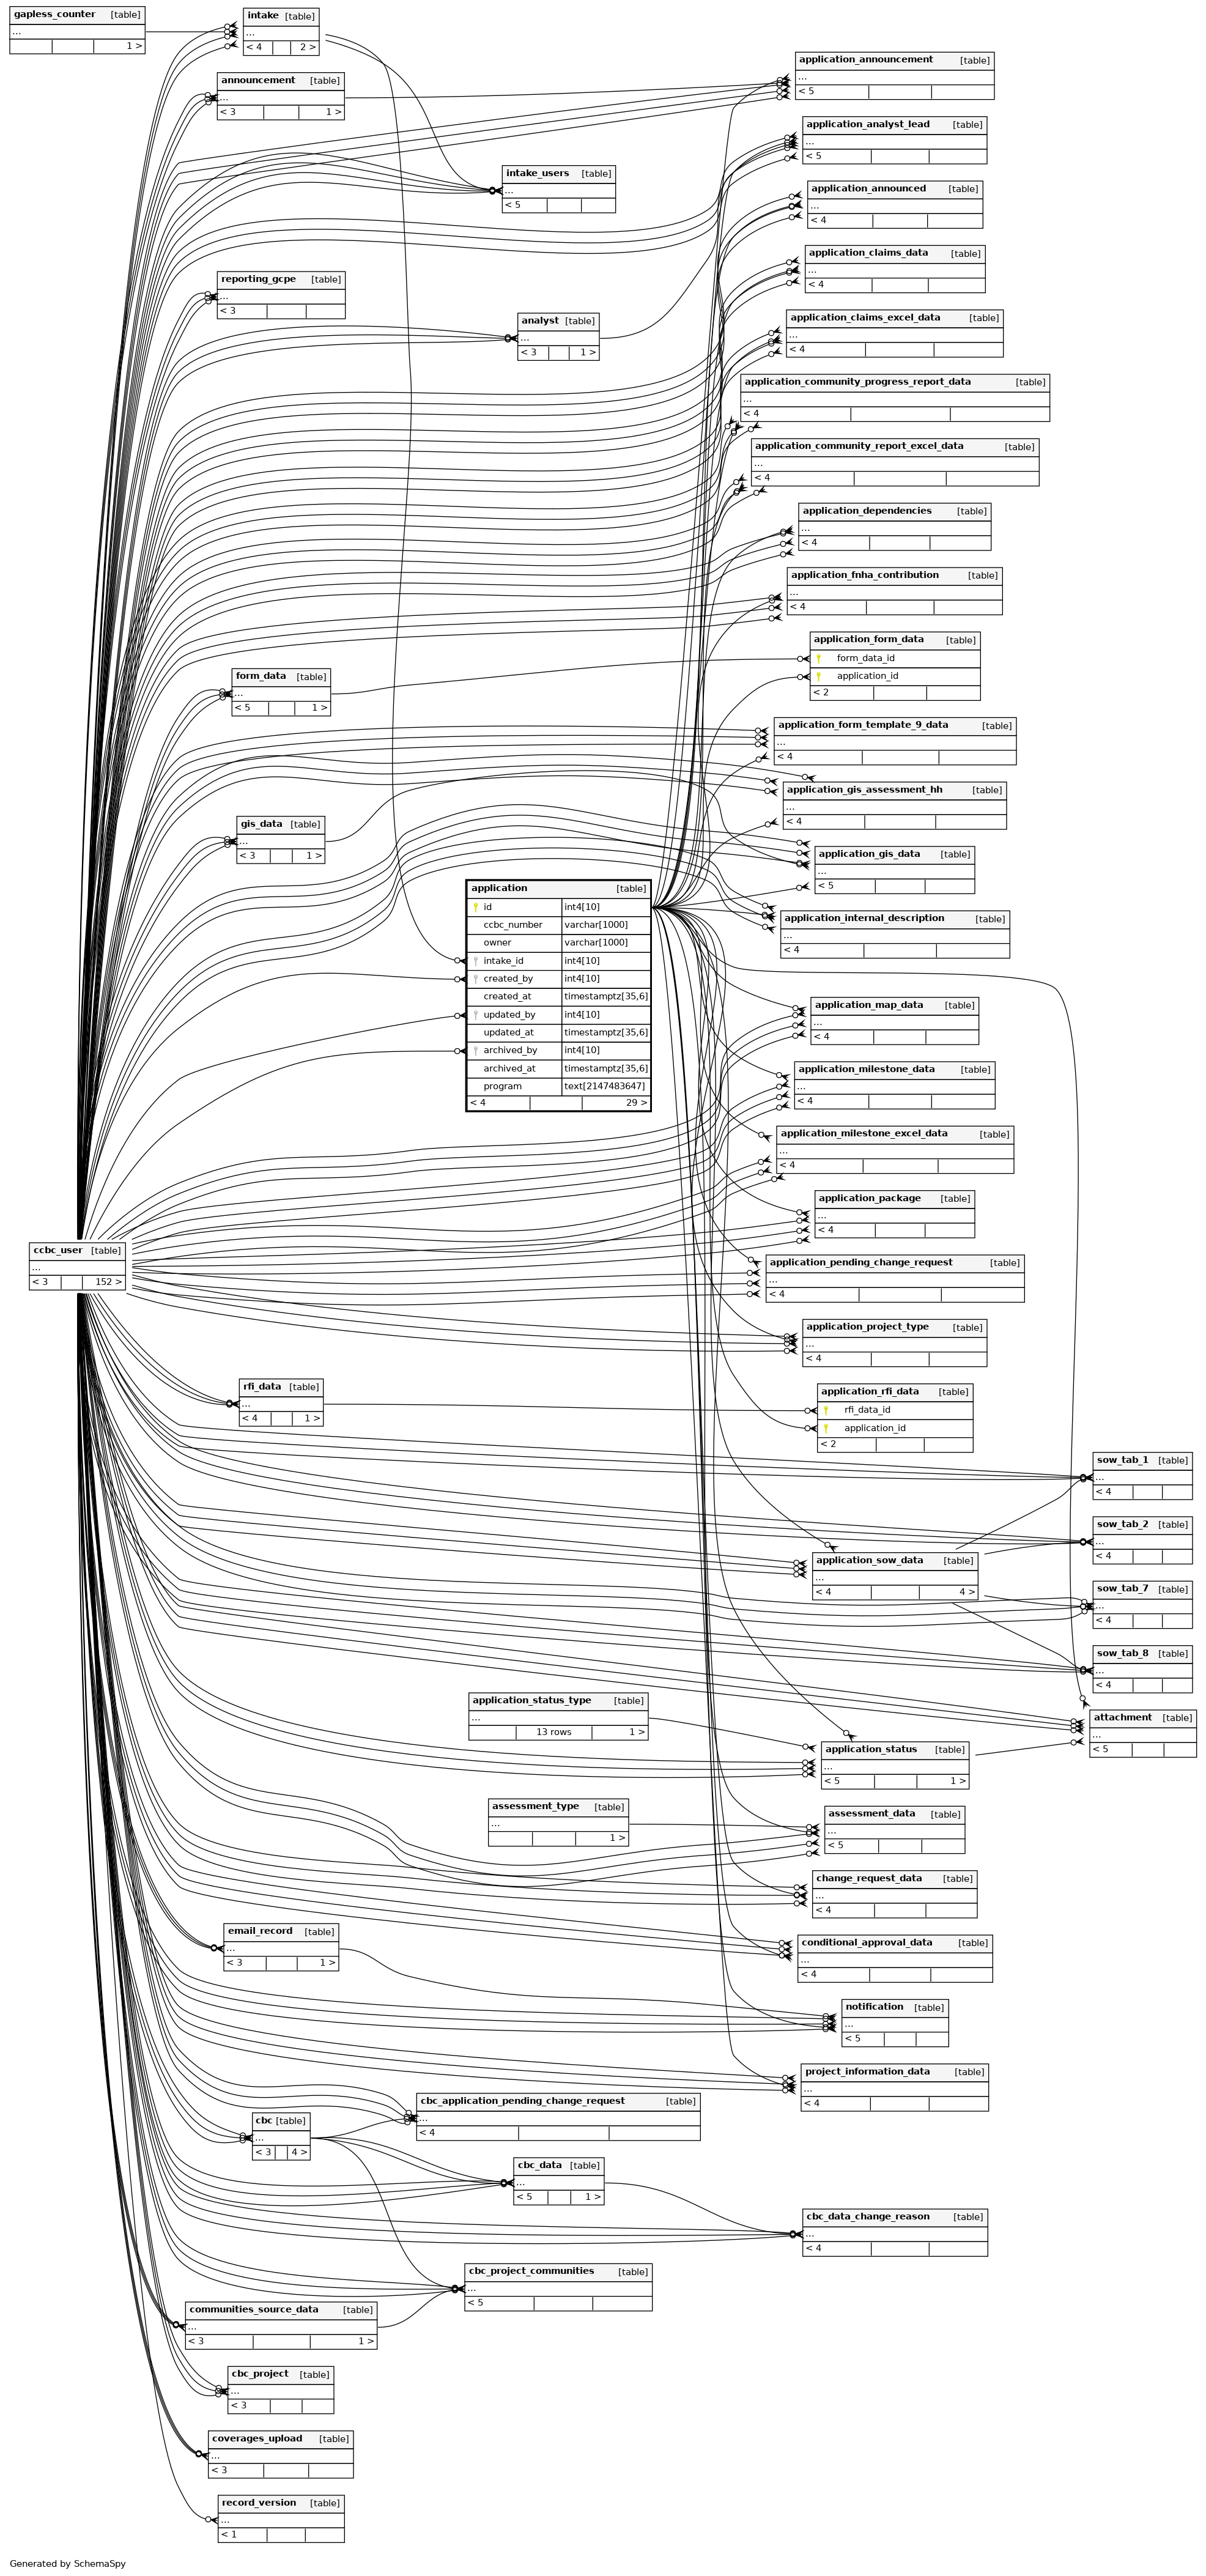 gapless_counter [table]
...
1 >
intake [table]
...
< 4 2 >
announcement [table]
...
< 3 1 >
application_announcement [table]
...
< 5
application_analyst_lead [table]
...
< 5
intake_users [table]
...
< 5
application_announced [table]
...
< 4
application_claims_data [table]
...
< 4
reporting_gcpe [table]
...
< 3
analyst [table]
...
< 3 1 >
application_claims_excel_data [table]
...
< 4
application_community_progress_report_data [table]
...
< 4
application_community_report_excel_data [table]
...
< 4
application_dependencies [table]
...
< 4
application_fnha_contribution [table]
...
< 4
application_form_data [table]
form_data_id
application_id
< 2
form_data [table]
...
< 5 1 >
application_form_template_9_data [table]
...
< 4
application_gis_assessment_hh [table]
...
< 4
gis_data [table]
...
< 3 1 >
application_gis_data [table]
...
< 5
application [table]
id int4[10]
ccbc_number varchar[1000]
owner varchar[1000]
intake_id int4[10]
created_by int4[10]
created_at timestamptz[35,6]
updated_by int4[10]
updated_at timestamptz[35,6]
archived_by int4[10]
archived_at timestamptz[35,6]
program text[2147483647]
< 4 29 >
application_internal_description [table]
...
< 4
application_map_data [table]
...
< 4
application_milestone_data [table]
...
< 4
application_milestone_excel_data [table]
...
< 4
application_package [table]
...
< 4
ccbc_user [table]
...
< 3 152 >
application_pending_change_request [table]
...
< 4
application_project_type [table]
...
< 4
rfi_data [table]
...
< 4 1 >
application_rfi_data [table]
rfi_data_id
application_id
< 2
sow_tab_1 [table]
...
< 4
sow_tab_2 [table]
...
< 4
application_sow_data [table]
...
< 4 4 >
sow_tab_7 [table]
...
< 4
sow_tab_8 [table]
...
< 4
application_status_type [table]
...
13 rows 1 >
attachment [table]
...
< 5
application_status [table]
...
< 5 1 >
assessment_type [table]
...
1 >
assessment_data [table]
...
< 5
change_request_data [table]
...
< 4
email_record [table]
...
< 3 1 >
conditional_approval_data [table]
...
< 4
notification [table]
...
< 5
project_information_data [table]
...
< 4
cbc_application_pending_change_request [table]
...
< 4
cbc [table]
...
< 3 4 >
cbc_data [table]
...
< 5 1 >
cbc_data_change_reason [table]
...
< 4
cbc_project_communities [table]
...
< 5
communities_source_data [table]
...
< 3 1 >
cbc_project [table]
...
< 3
coverages_upload [table]
...
< 3
record_version [table]
...
< 1
Generated by SchemaSpy